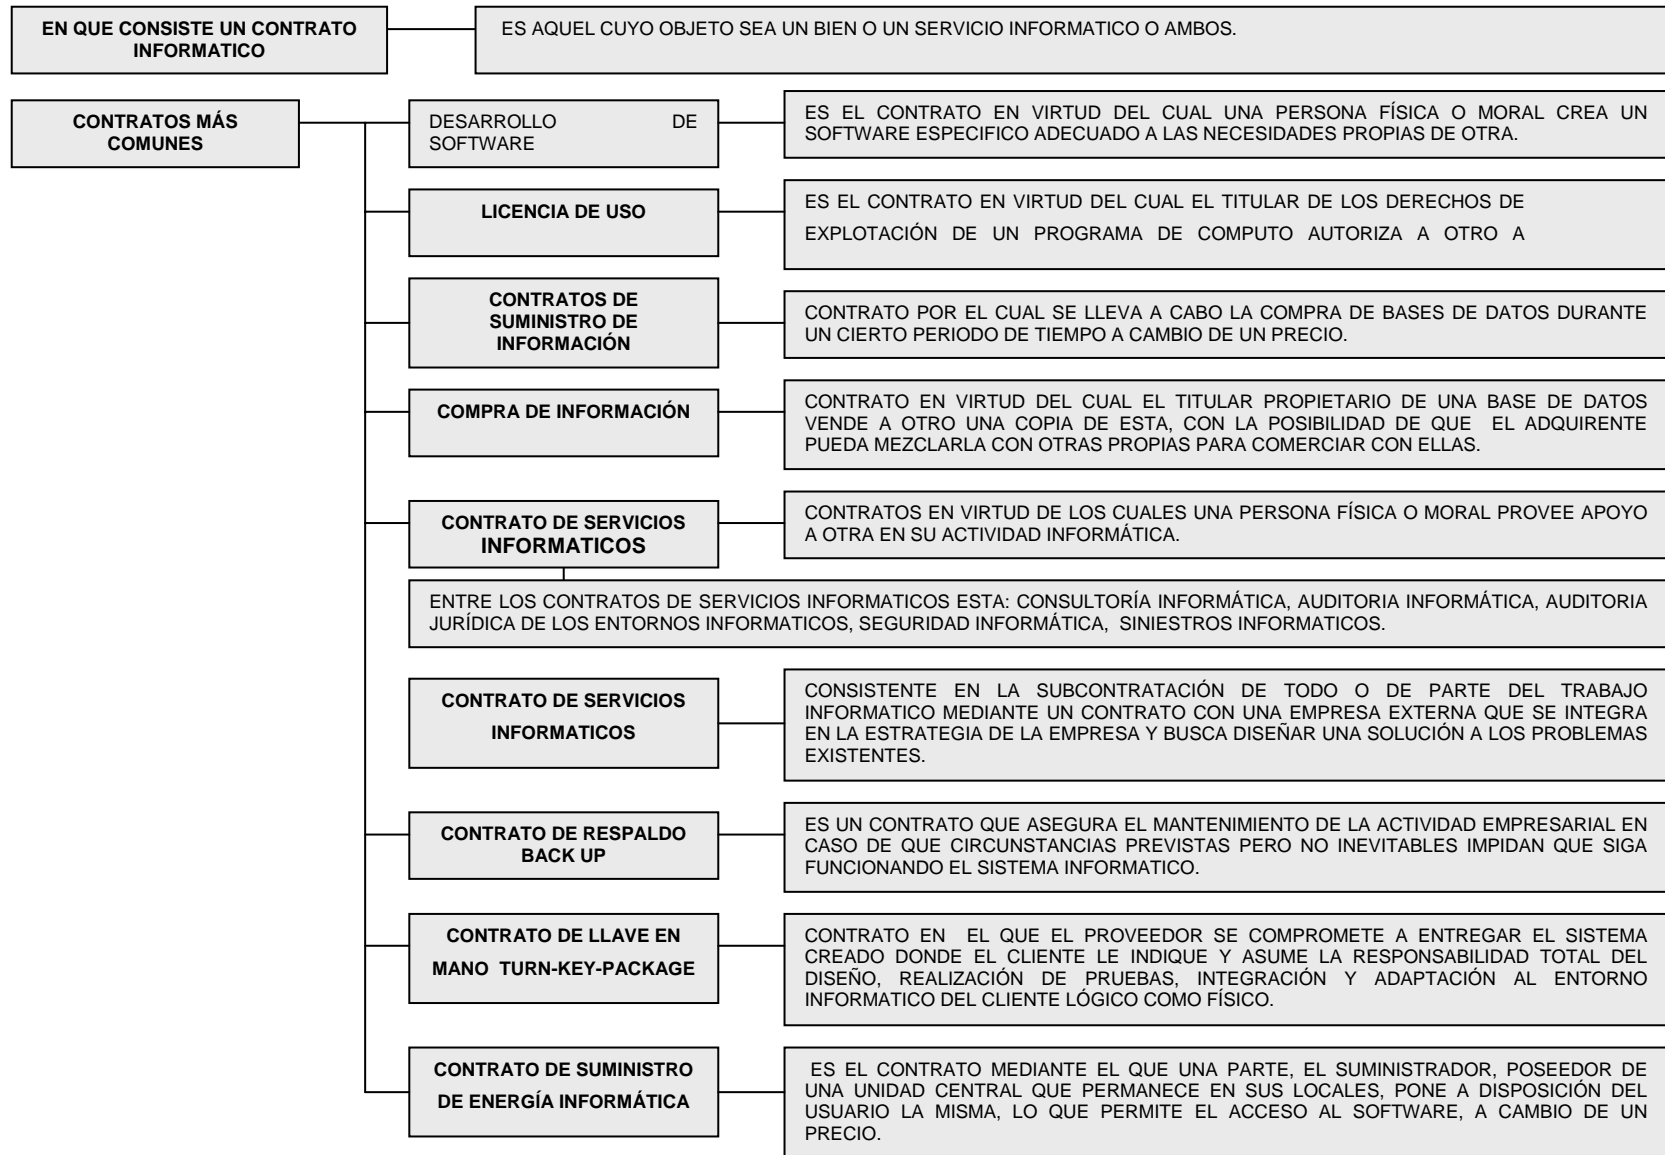 EN QUE CONSISTE UN CONTRATO
INFORMATICO
ES AQUEL CUYO OBJETO SEA UN BIEN O UN SERVICIO INFORMATICO O AMBOS.
CONTRATOS MÁS
COMUNES
DESARROLLO DE
SOFTWARE
ES EL CONTRATO EN VIRTUD DEL CUAL UNA PERSONA FÍSICA O MORAL CREA UN
SOFTWARE ESPECIFICO ADECUADO A LAS NECESIDADES PROPIAS DE OTRA.
LICENCIA DE USO
ES EL CONTRATO EN VIRTUD DEL CUAL EL TITULAR DE LOS DERECHOS DE
EXPLOTACIÓN DE UN PROGRAMA DE COMPUTO AUTORIZA A OTRO A
CONTRATOS DE
SUMINISTRO DE
INFORMACIÓN
CONTRATO POR EL CUAL SE LLEVA A CABO LA COMPRA DE BASES DE DATOS DURANTE
UN CIERTO PERIODO DE TIEMPO A CAMBIO DE UN PRECIO.
COMPRA DE INFORMACIÓN
CONTRATO EN VIRTUD DEL CUAL EL TITULAR PROPIETARIO DE UNA BASE DE DATOS
VENDE A OTRO UNA COPIA DE ESTA, CON LA POSIBILIDAD DE QUE EL ADQUIRENTE
PUEDA MEZCLARLA CON OTRAS PROPIAS PARA COMERCIAR CON ELLAS.
CONTRATO DE SERVICIOS
INFORMATICOS
CONTRATOS EN VIRTUD DE LOS CUALES UNA PERSONA FÍSICA O MORAL PROVEE APOYO
A OTRA EN SU ACTIVIDAD INFORMÁTICA.
ENTRE LOS CONTRATOS DE SERVICIOS INFORMATICOS ESTA: CONSULTORÍA INFORMÁTICA, AUDITORIA INFORMÁTICA, AUDITORIA
JURÍDICA DE LOS ENTORNOS INFORMATICOS, SEGURIDAD INFORMÁTICA, SINIESTROS INFORMATICOS.
CONTRATO DE SERVICIOS
INFORMATICOS
CONSISTENTE EN LA SUBCONTRATACIÓN DE TODO O DE PARTE DEL TRABAJO
INFORMATICO MEDIANTE UN CONTRATO CON UNA EMPRESA EXTERNA QUE SE INTEGRA
EN LA ESTRATEGIA DE LA EMPRESA Y BUSCA DISEÑAR UNA SOLUCIÓN A LOS PROBLEMAS
EXISTENTES.
CONTRATO DE RESPALDO
BACK UP
ES UN CONTRATO QUE ASEGURA EL MANTENIMIENTO DE LA ACTIVIDAD EMPRESARIAL EN
CASO DE QUE CIRCUNSTANCIAS PREVISTAS PERO NO INEVITABLES IMPIDAN QUE SIGA
FUNCIONANDO EL SISTEMA INFORMATICO.
CONTRATO DE LLAVE EN
MANO TURN-KEY-PACKAGE
CONTRATO EN EL QUE EL PROVEEDOR SE COMPROMETE A ENTREGAR EL SISTEMA
CREADO DONDE EL CLIENTE LE INDIQUE Y ASUME LA RESPONSABILIDAD TOTAL DEL
DISEÑO, REALIZACIÓN DE PRUEBAS, INTEGRACIÓN Y ADAPTACIÓN AL ENTORNO
INFORMATICO DEL CLIENTE LÓGICO COMO FÍSICO.
CONTRATO DE SUMINISTRO
DE ENERGÍA INFORMÁTICA
ES EL CONTRATO MEDIANTE EL QUE UNA PARTE, EL SUMINISTRADOR, POSEEDOR DE
UNA UNIDAD CENTRAL QUE PERMANECE EN SUS LOCALES, PONE A DISPOSICIÓN DEL
USUARIO LA MISMA, LO QUE PERMITE EL ACCESO AL SOFTWARE, A CAMBIO DE UN
PRECIO.